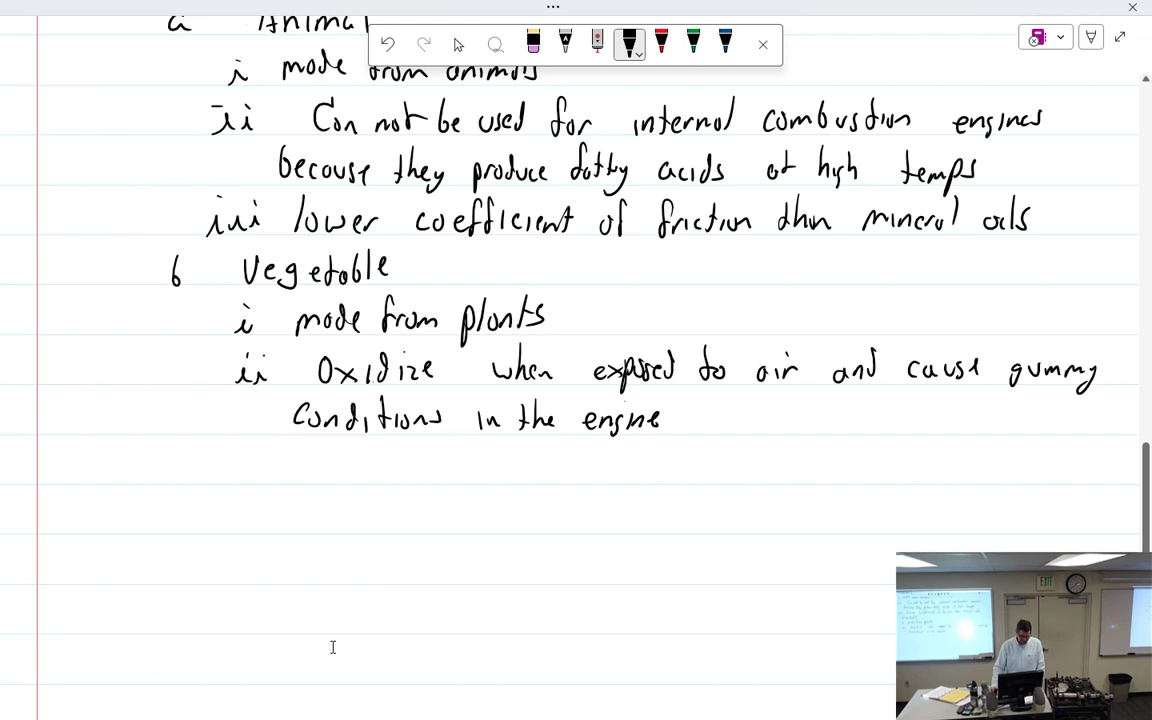 a Animal
i made from animals
ii Can not be used for internal combustion engines
because they produce fatty acids at high temps
iii lower coefficient of friction than mineral oils
b Vegetable
i made from plants
ii Oxidize when exposed to air and cause gummy
conditions in the engine
EXIT